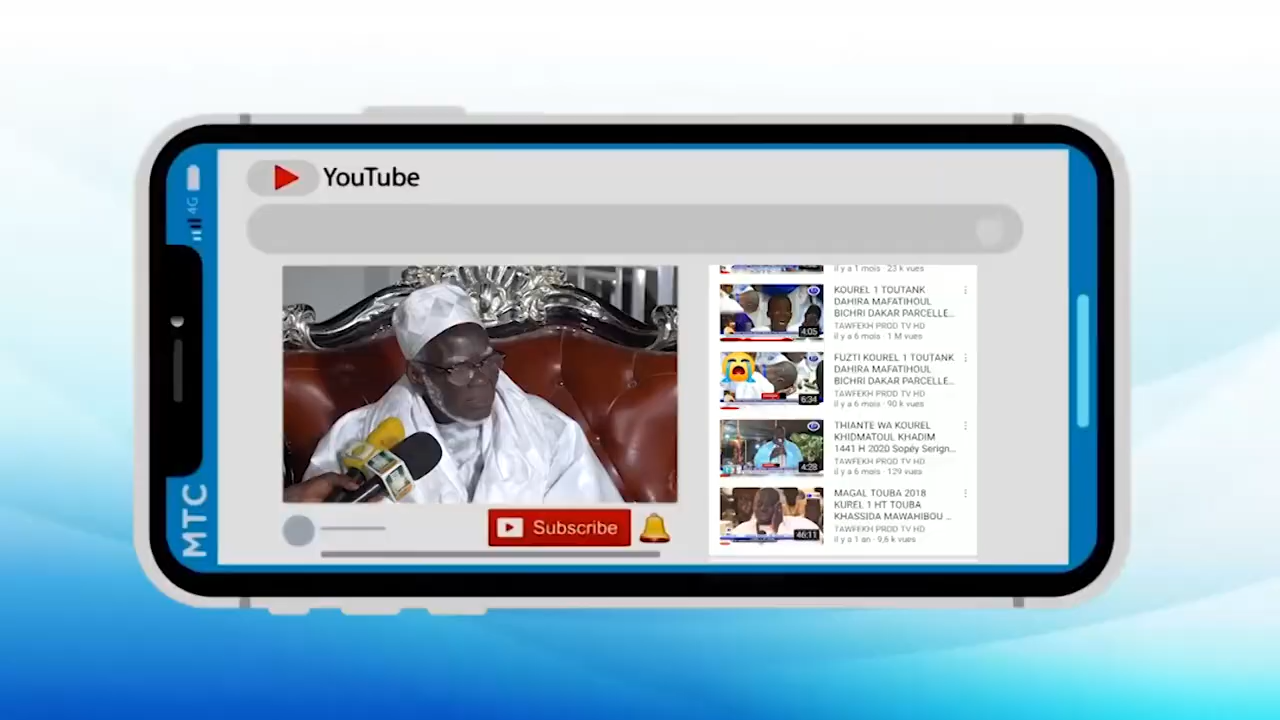 YouTube
4G
MTC
Subscribe
il y a 1 mois · 23 k vues
KOUREL 1 TOUTANK
DAHIRA MAFATIHOUL
BICHRI DAKAR PARCELLE...
TAWFEKH PROD TV HD
il y a 6 mois · 1 M vues
4:05
FUZTI KOUREL 1 TOUTANK
DAHIRA MAFATIHOUL
BICHRI DAKAR PARCELLE...
TAWFEKH PROD TV HD
il y a 6 mois · 90 k vues
6:34
THIANTE WA KOUREL
KHIDMATOUL KHADIM
1441 H 2020 Sopéy Serign...
TAWFEKH PROD TV HD
il y a 6 mois · 129 vues
4:28
MAGAL TOUBA 2018
KUREL 1 HT TOUBA
KHASSIDA MAWAHIBOU ...
TAWFEKH PROD TV HD
il y a 1 an · 9,6 k vues
46:11